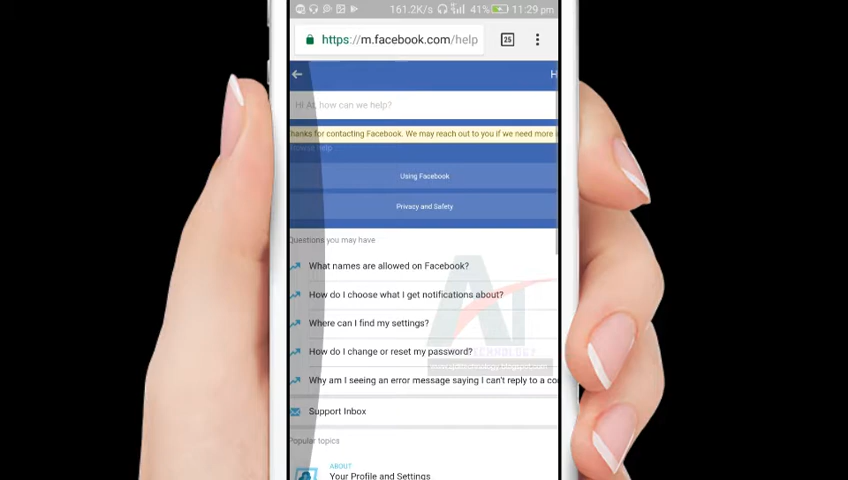 161.2K/s 41% 11:29 pm
https://m.facebook.com/help 25
H
Hi At, how can we help?
hanks for contacting Facebook. We may reach out to you if we need more i
Browse help
Using Facebook
Privacy and Safety
Questions you may have
What names are allowed on Facebook?
How do I choose what I get notifications about?
Where can I find my settings?
How do I change or reset my password?
Why am I seeing an error message saying I can't reply to a co
Support Inbox
Popular topics
ABOUT
Your Profile and Settings